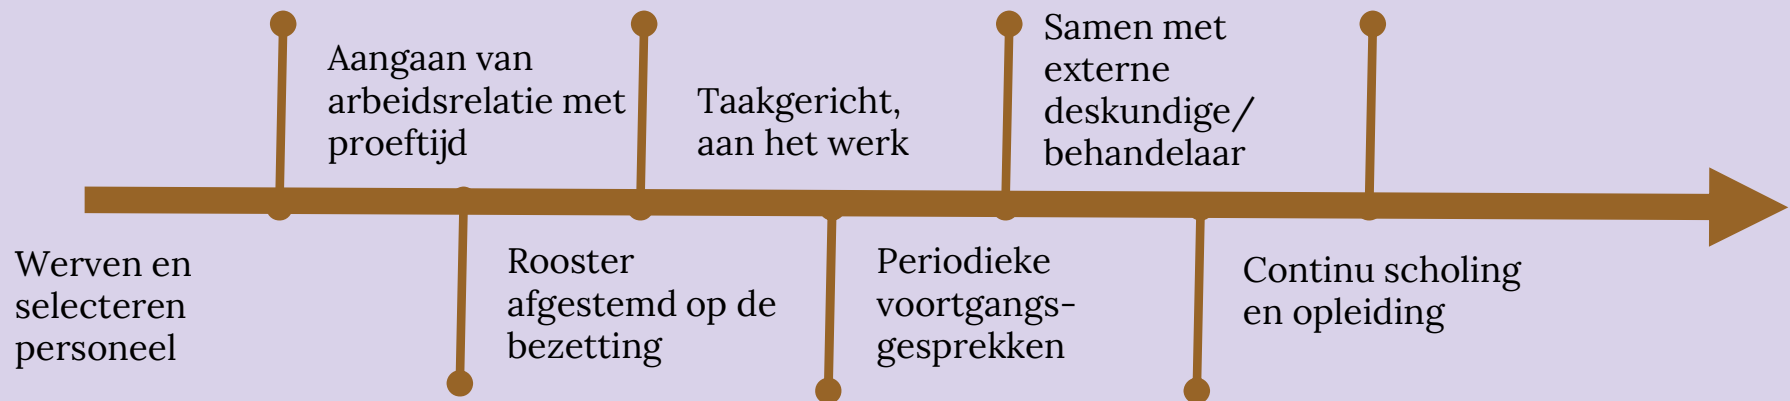 Werven en
selecteren
personeel
Aangaan van
arbeidsrelatie met
proeftijd
Rooster
afgestemd op de
bezetting
Taakgericht,
aan het werk
Periodieke
voortgangs-
gesprekken
Samen met
externe
deskundige/
behandelaar
Continu scholing
en opleiding